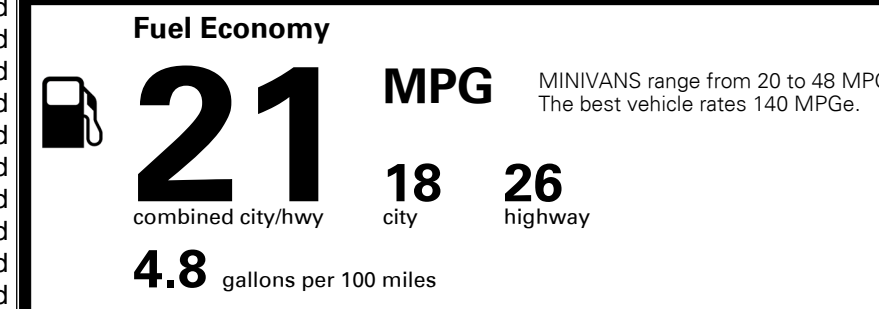 Fuel Economy
21 MPG
MINIVANS range from 20 to 48
The best vehicle rates 140 MPGe.
18 26
combined city/hwy city highway
4.8 gallons per 100 miles